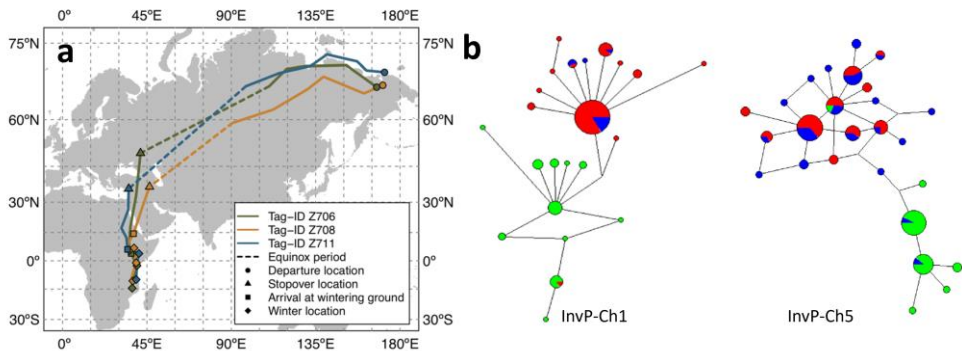 0° 45°E 90°E 135°E 180°E
a
75°N 75°N
60°N 60°N
30°N 30°N
0° 0°
30°S 30°S
Tag-ID Z706
Tag-ID Z708
Tag-ID Z711
Equinox period
Departure location
Stopover location
Arrival at wintering ground
Winter location
0° 45°E 90°E 135°E 180°E
b
InvP-Ch1 InvP-Ch5